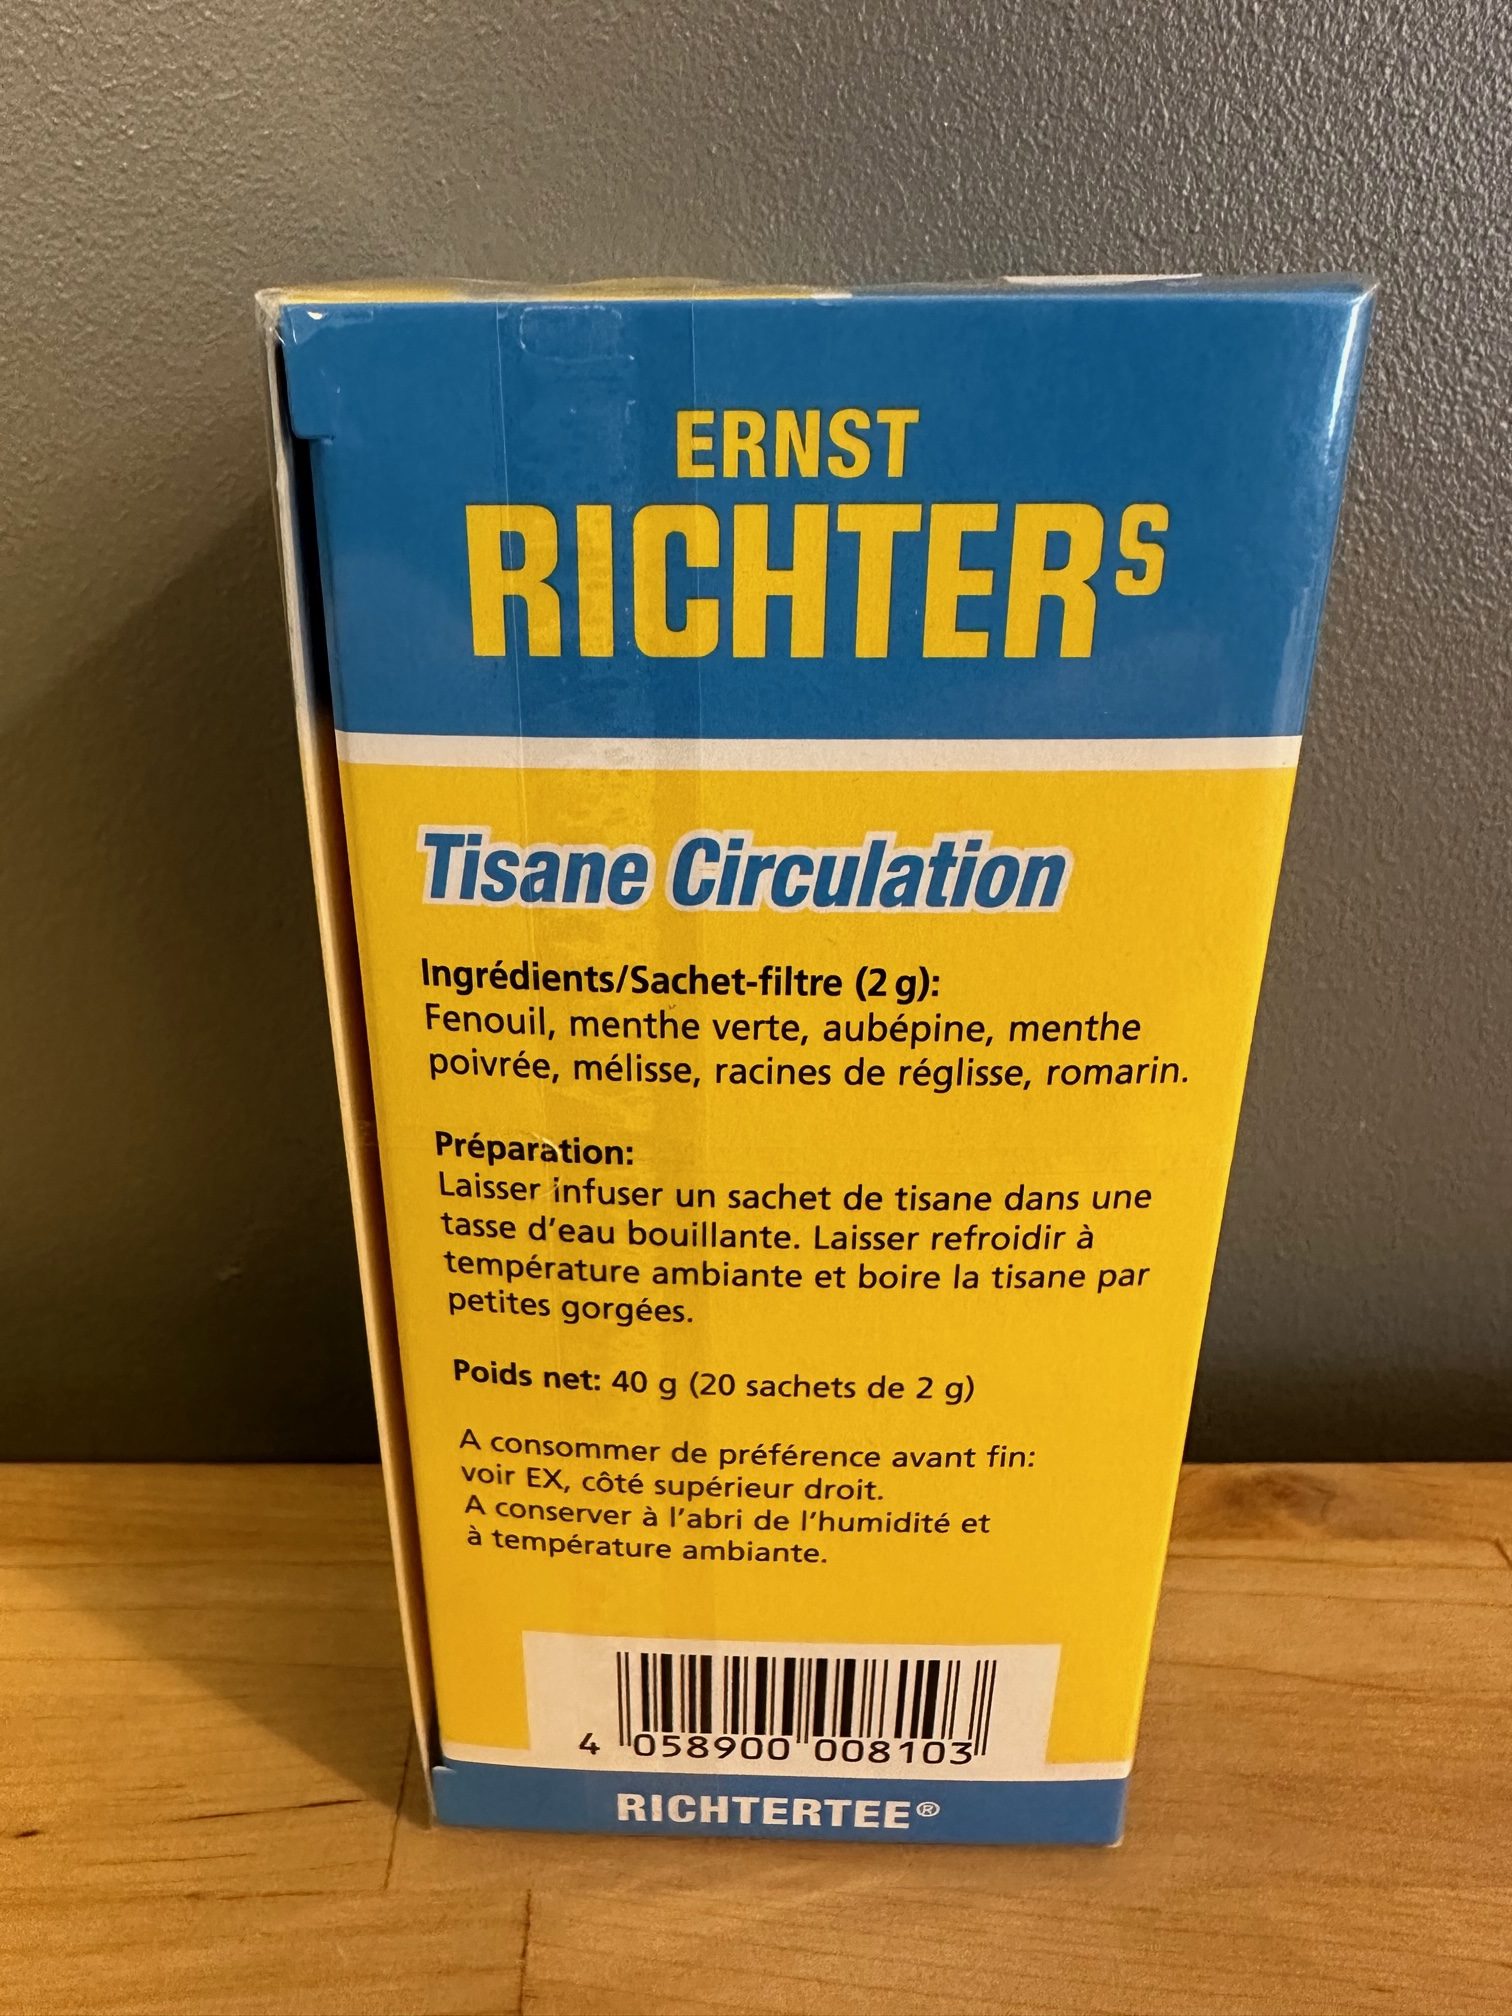 ERNST
RICHTERS
Tisane Circulation
Ingrédients/Sachet-filtre (2 g):
Fenouil, menthe verte, aubépine, menthe
poivrée, mélisse, racines de réglisse, romarin.
Préparation:
Laisser infuser un sachet de tisane dans une
tasse d'eau bouillante. Laisser refroidir à
température ambiante et boire la tisane par
petites gorgées.
Poids net: 40 g (20 sachets de 2 g)
A consommer de préférence avant fin:
voir EX, côté supérieur droit.
A conserver à l'abri de l'humidité et
à température ambiante.
4 058900 008103
RICHTERTEE®